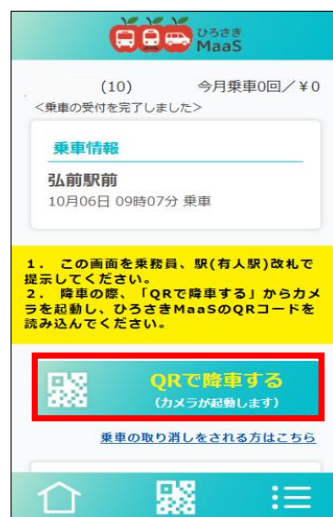 ひろさき
MaaS
(10) 今月乗車0回／¥0
<乗車の受付を完了しました>
乗車情報
弘前駅前
10月06日 09時07分 乗車
1. この画面を乗務員、駅(有人駅)改札で
提示してください。
2. 降車の際、「QRで降車する」からカメ
ラを起動し、ひろさきMaaSのQRコードを
読み込んでください。
QRで降車する
(カメラが起動します)
乗車の取り消しをされる方はこちら